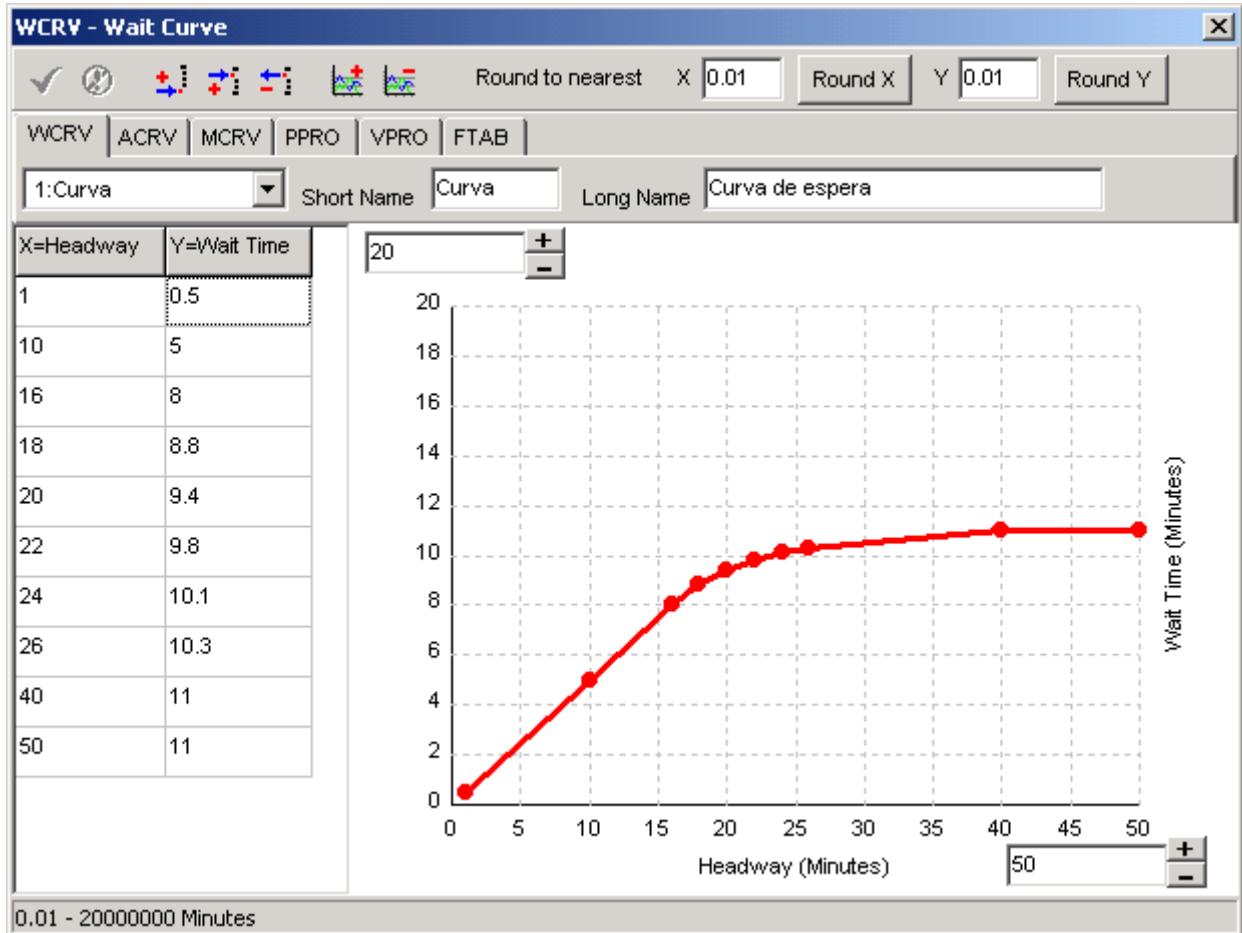 WCRV - Wait Curve
Round to nearest X 0.01 Round X Y 0.01 Round Y
WCRV ACRV MCRV PPRO VPRO FTAB
1:Curva Short Name Curva Long Name Curva de espera
X=Headway Y=Wait Time
1 0.5
10 5
16 8
18 8.8
20 9.4
22 9.8
24 10.1
26 10.3
40 11
50 11
20
20
18
16
14
12
10
8
6
4
2
0
0 5 10 15 20 25 30 35 40 45 50
Wait Time (Minutes)
Headway (Minutes)
50
0.01 - 20000000 Minutes